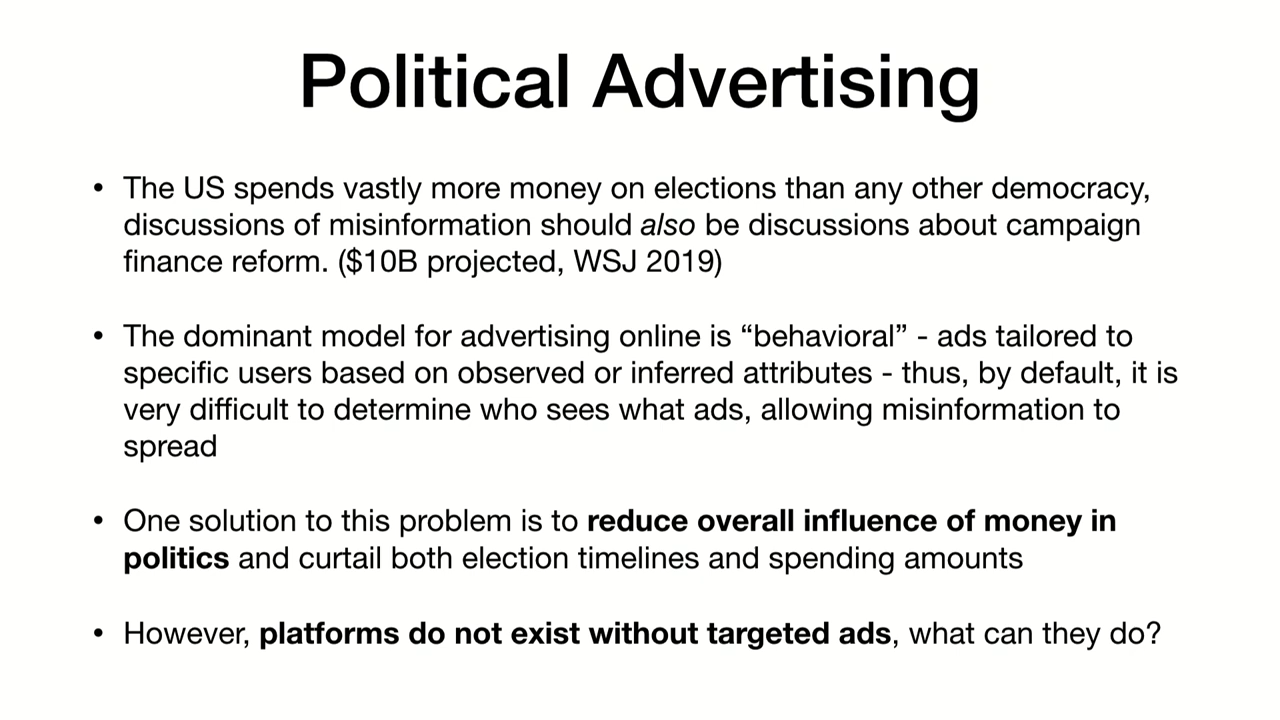 Political Advertising
• The US spends vastly more money on elections than any other democracy,
discussions of misinformation should also be discussions about campaign
finance reform. ($10B projected, WSJ 2019)
• The dominant model for advertising online is “behavioral” - ads tailored to
specific users based on observed or inferred attributes - thus, by default, it is
very difficult to determine who sees what ads, allowing misinformation to
spread
• One solution to this problem is to reduce overall influence of money in
politics and curtail both election timelines and spending amounts
• However, platforms do not exist without targeted ads, what can they do?